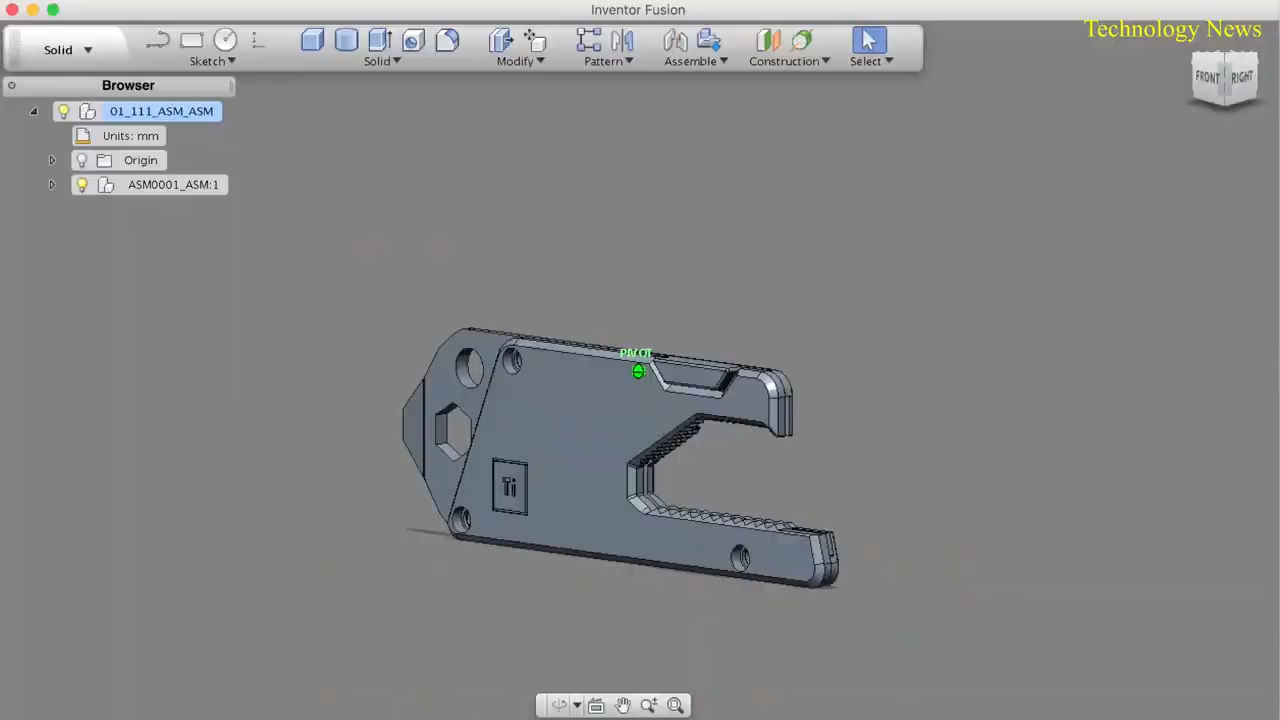 Inventor Fusion
Technology News
Solid
Sketch
Solid
Modify
Pattern
Assemble
Construction
Select
FRONT
RIGHT
Browser
01_111_ASM_ASM
Units: mm
Origin
ASM0001_ASM:1
PIVOT
Ti